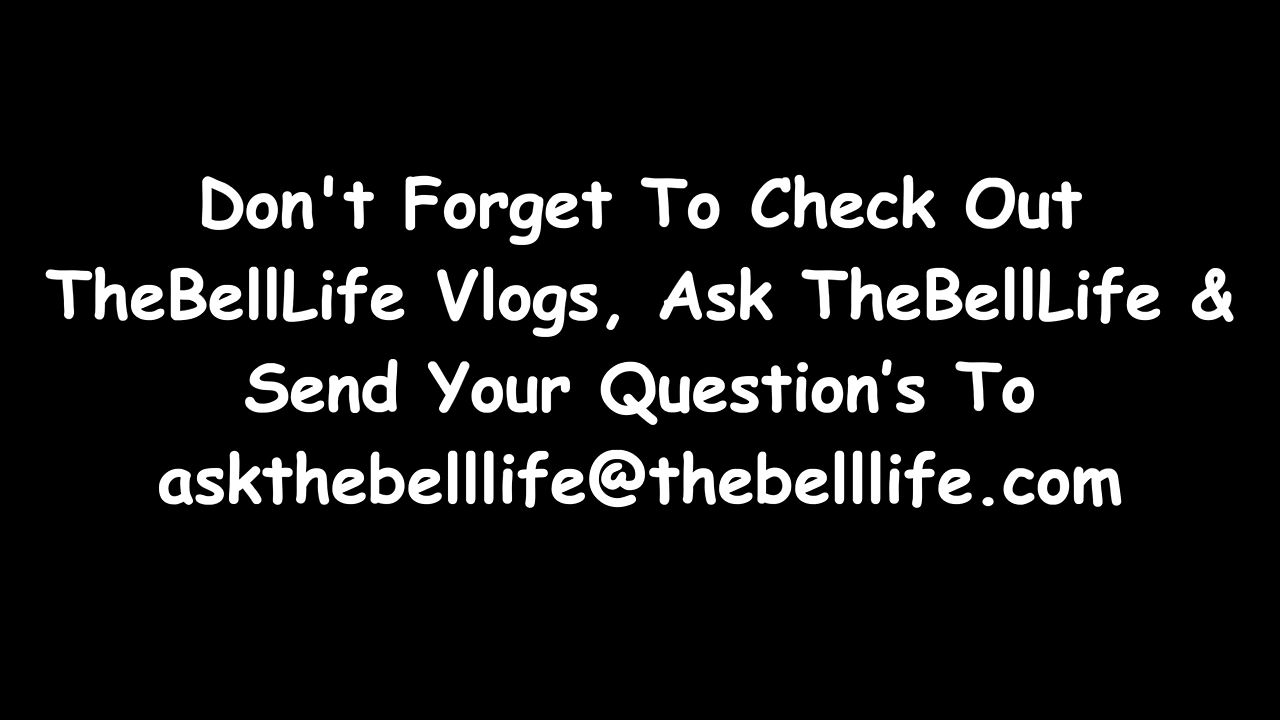 Don't Forget To Check Out
TheBellLife Vlogs, Ask TheBellLife &
Send Your Question’s To
askthebelllife@thebelllife.com